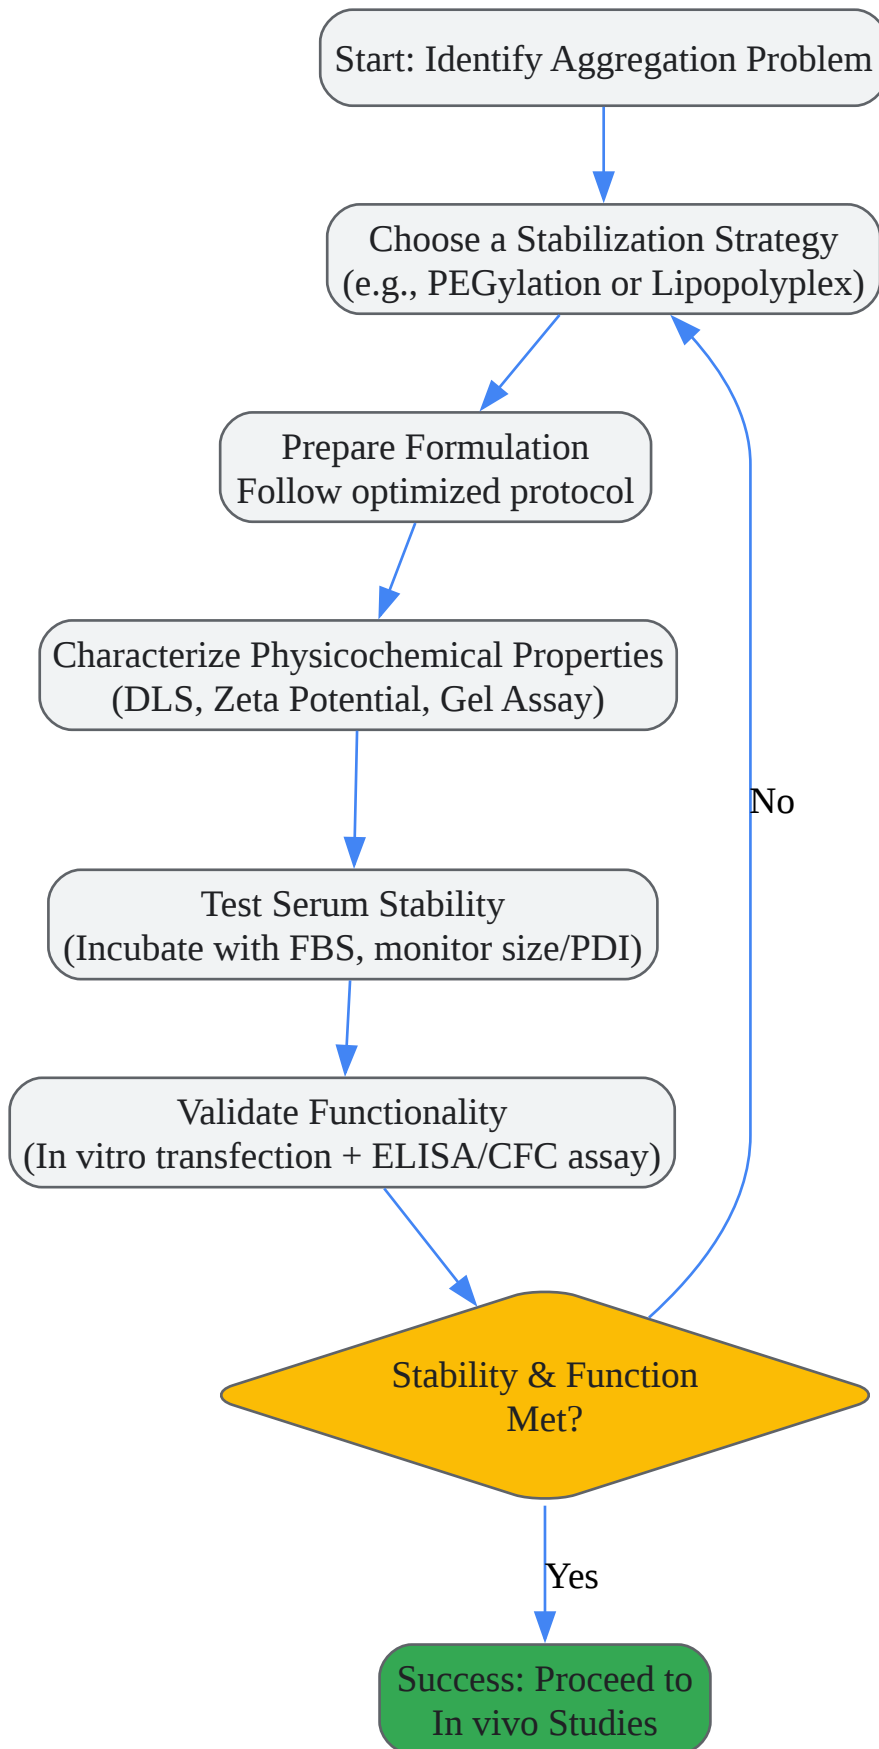 Start: Identify Aggregation Problem
Choose a Stabilization Strategy
(e.g., PEGylation or Lipopolyplex)
Prepare Formulation
Follow optimized protocol
Characterize Physicochemical Properties
(DLS, Zeta Potential, Gel Assay)
No
Test Serum Stability
(Incubate with FBS, monitor size/PDI)
Validate Functionality
(In vitro transfection + ELISA/CFC assay)
Stability & Function
Met?
Yes
Success: Proceed to
In vivo Studies